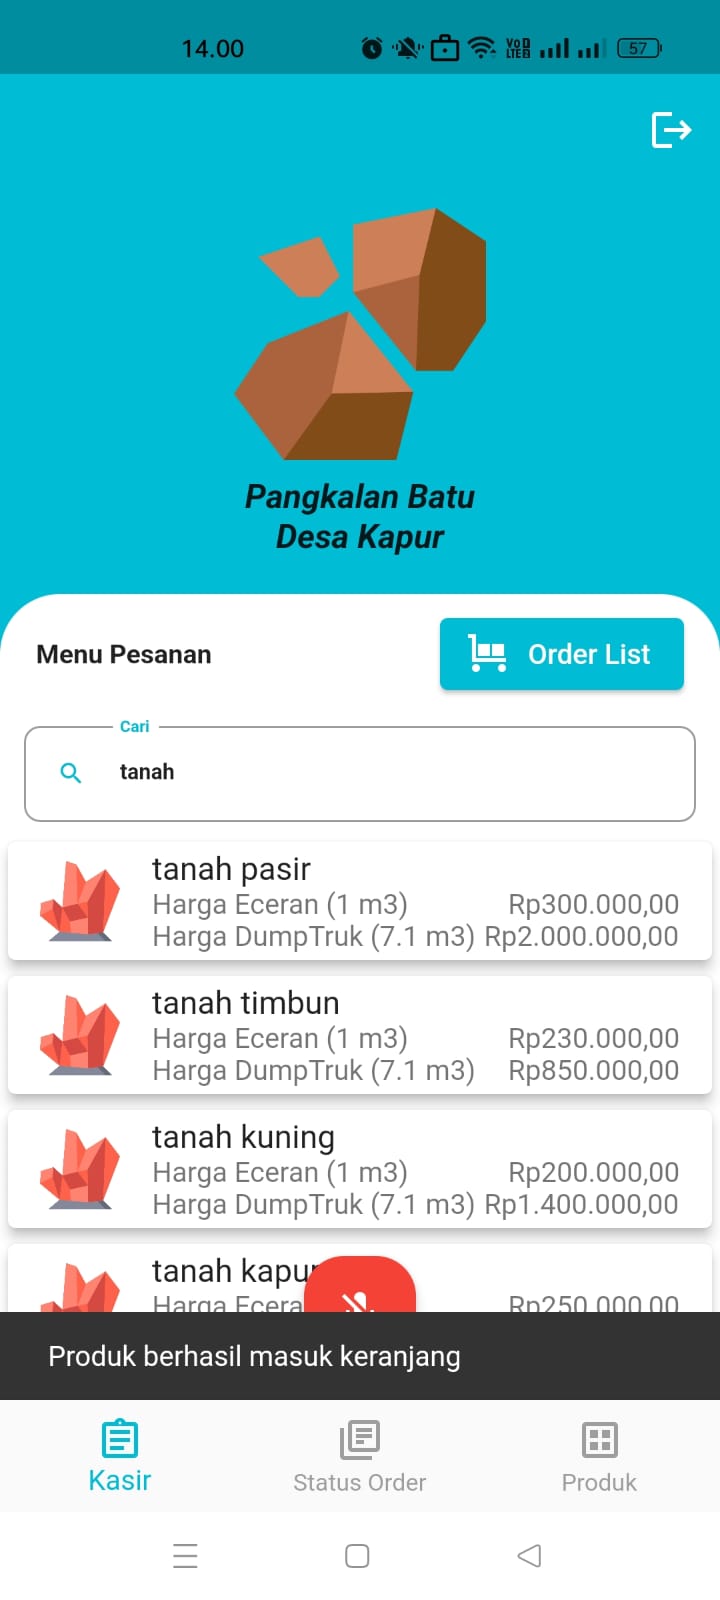 14.00
VoD
LTE2
57
Pangkalan Batu
Desa Kapur
Menu Pesanan
Order List
Cari
tanah
tanah pasir
Harga Eceran (1 m3) Rp300.000,00
Harga DumpTruk (7.1 m3) Rp2.000.000,00
tanah timbun
Harga Eceran (1 m3) Rp230.000,00
Harga DumpTruk (7.1 m3) Rp850.000,00
tanah kuning
Harga Eceran (1 m3) Rp200.000,00
Harga DumpTruk (7.1 m3) Rp1.400.000,00
tanah kapur
Harga Ecera Rp250.000,00
Produk berhasil masuk keranjang
Kasir
Status Order
Produk